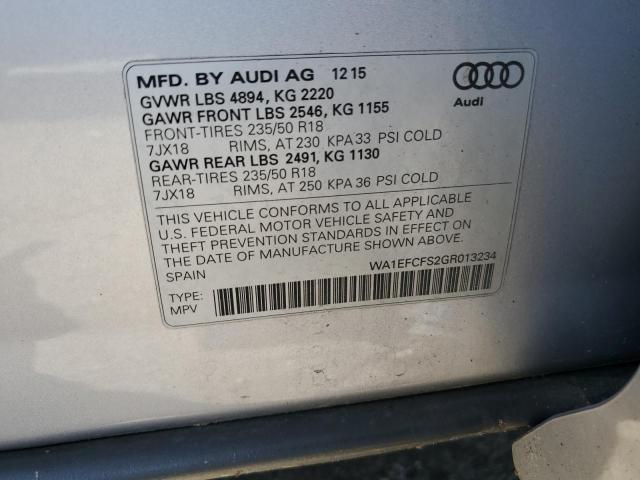 MFD. BY AUDI AG 12 15
GVWR LBS 4894, KG 2220
GAWR FRONT LBS 2546, KG 1155
FRONT-TIRES 235/50 R18
7JX18 RIMS, AT 230 KPA 33 PSI COLD
GAWR REAR LBS 2491, KG 1130
REAR-TIRES 235/50 R18
7JX18 RIMS, AT 250 KPA 36 PSI COLD
Audi
THIS VEHICLE CONFORMS TO ALL APPLICABLE
U.S. FEDERAL MOTOR VEHICLE SAFETY AND
THEFT PREVENTION STANDARDS IN EFFECT ON
THE DATE OF MANUFACTURE SHOWN ABOVE.
SPAIN
WA1EFCFS2GR013234
TYPE:
MPV